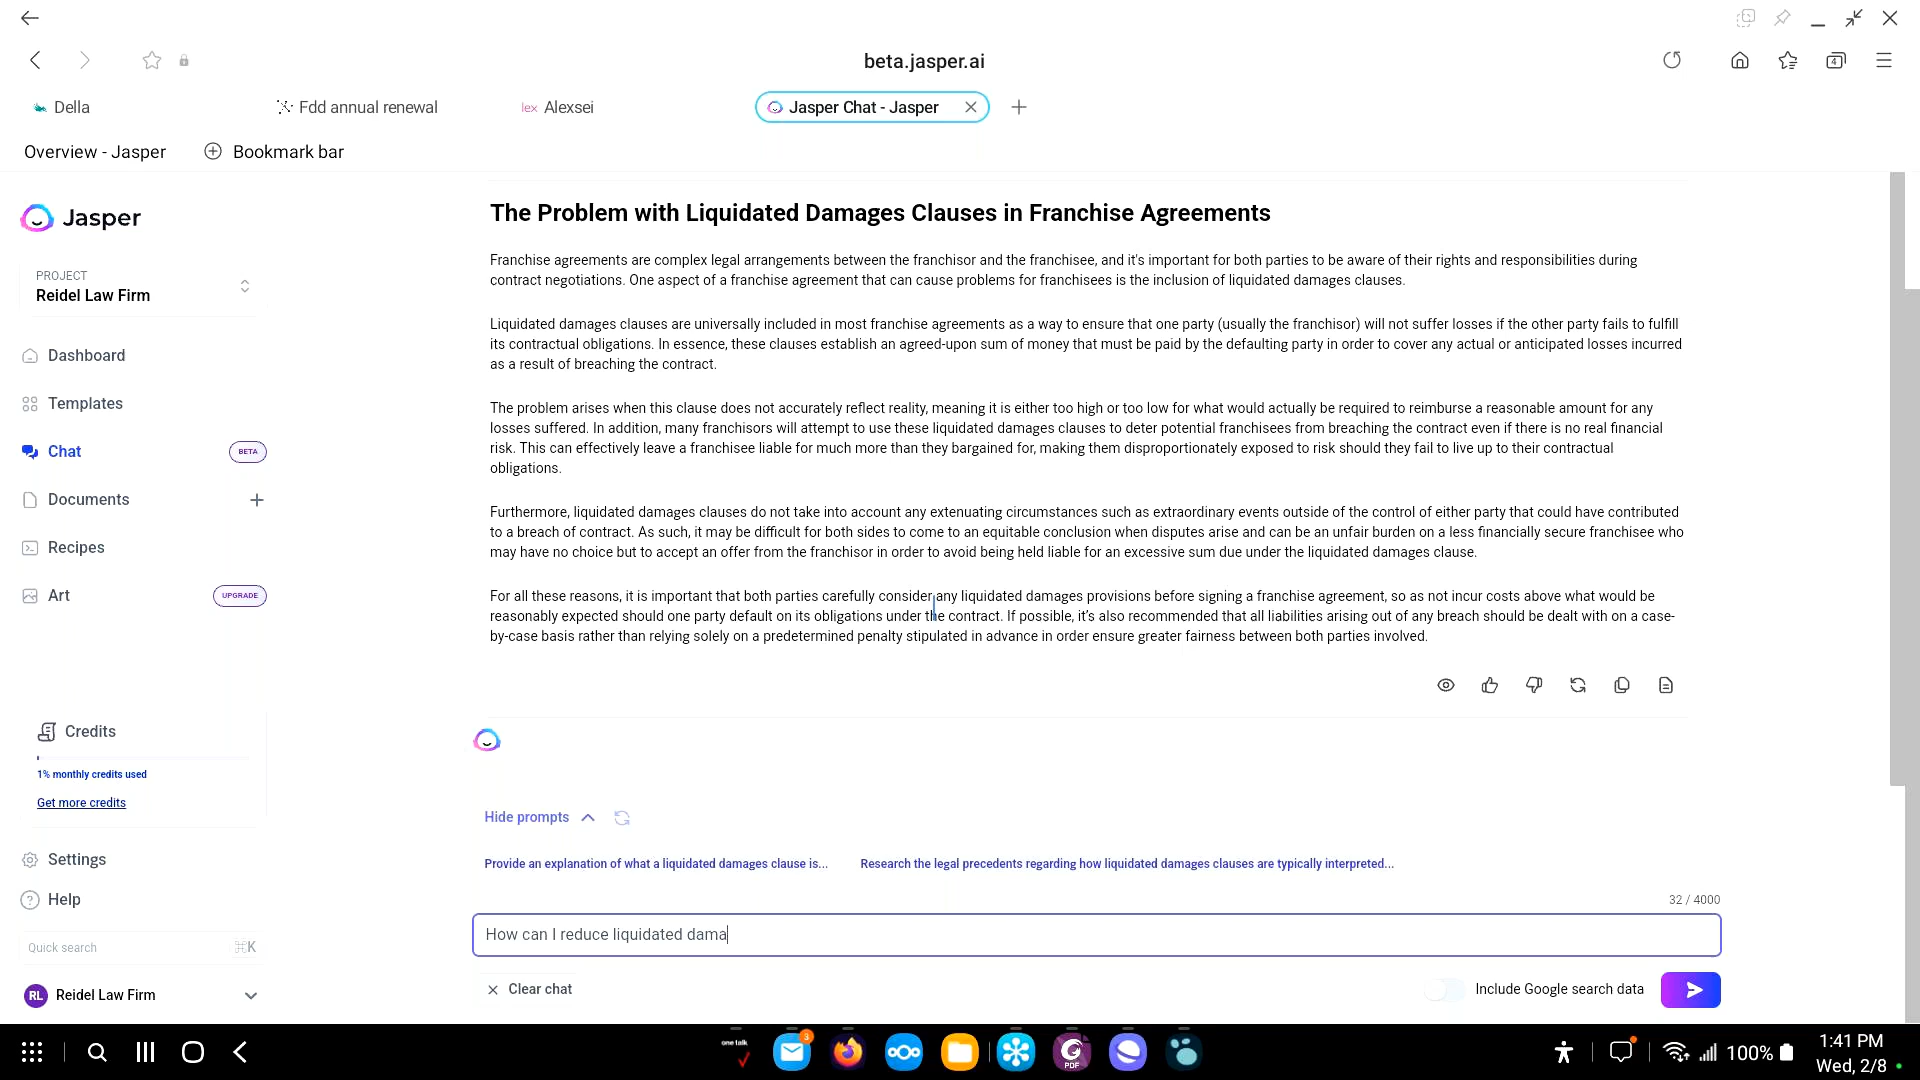 beta.jasper.ai
4
Della
Fdd annual renewal
lex Alexsei
Jasper Chat - Jasper
Overview - Jasper
Bookmark bar
Jasper
PROJECT
Reidel Law Firm
Dashboard
Templates
Chat
BETA
Documents
Recipes
Art
UPGRADE
Credits
1% monthly credits used
Get more credits
Settings
Help
Quick search
⌘K
RL
Reidel Law Firm
The Problem with Liquidated Damages Clauses in Franchise Agreements
Franchise agreements are complex legal arrangements between the franchisor and the franchisee, and it's important for both parties to be aware of their rights and responsibilities during
contract negotiations. One aspect of a franchise agreement that can cause problems for franchisees is the inclusion of liquidated damages clauses.
Liquidated damages clauses are universally included in most franchise agreements as a way to ensure that one party (usually the franchisor) will not suffer losses if the other party fails to fulfill
its contractual obligations. In essence, these clauses establish an agreed-upon sum of money that must be paid by the defaulting party in order to cover any actual or anticipated losses incurred
as a result of breaching the contract.
The problem arises when this clause does not accurately reflect reality, meaning it is either too high or too low for what would actually be required to reimburse a reasonable amount for any
losses suffered. In addition, many franchisors will attempt to use these liquidated damages clauses to deter potential franchisees from breaching the contract even if there is no real financial
risk. This can effectively leave a franchisee liable for much more than they bargained for, making them disproportionately exposed to risk should they fail to live up to their contractual
obligations.
Furthermore, liquidated damages clauses do not take into account any extenuating circumstances such as extraordinary events outside of the control of either party that could have contributed
to a breach of contract. As such, it may be difficult for both sides to come to an equitable conclusion when disputes arise and can be an unfair burden on a less financially secure franchisee who
may have no choice but to accept an offer from the franchisor in order to avoid being held liable for an excessive sum due under the liquidated damages clause.
For all these reasons, it is important that both parties carefully consider any liquidated damages provisions before signing a franchise agreement, so as not incur costs above what would be
reasonably expected should one party default on its obligations under the contract. If possible, it's also recommended that all liabilities arising out of any breach should be dealt with on a case-
by-case basis rather than relying solely on a predetermined penalty stipulated in advance in order ensure greater fairness between both parties involved.
Hide prompts
Provide an explanation of what a liquidated damages clause is...
Research the legal precedents regarding how liquidated damages clauses are typically interpreted...
32 / 4000
How can I reduce liquidated dama
Clear chat
Include Google search data
one talk
3
PDF
100%
1:41 PM
Wed, 2/8